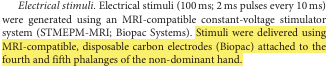 Electrical stimuli. Electrical stimuli (100 ms; 2 ms pulses every 10 ms)
were generated using an MRI-compatible constant-voltage stimulator
system (STMEPM-MRI; Biopac Systems). Stimuli were delivered using
MRI-compatible, disposable carbon electrodes (Biopac) attached to the
fourth and fifth phalanges of the non-dominant hand.